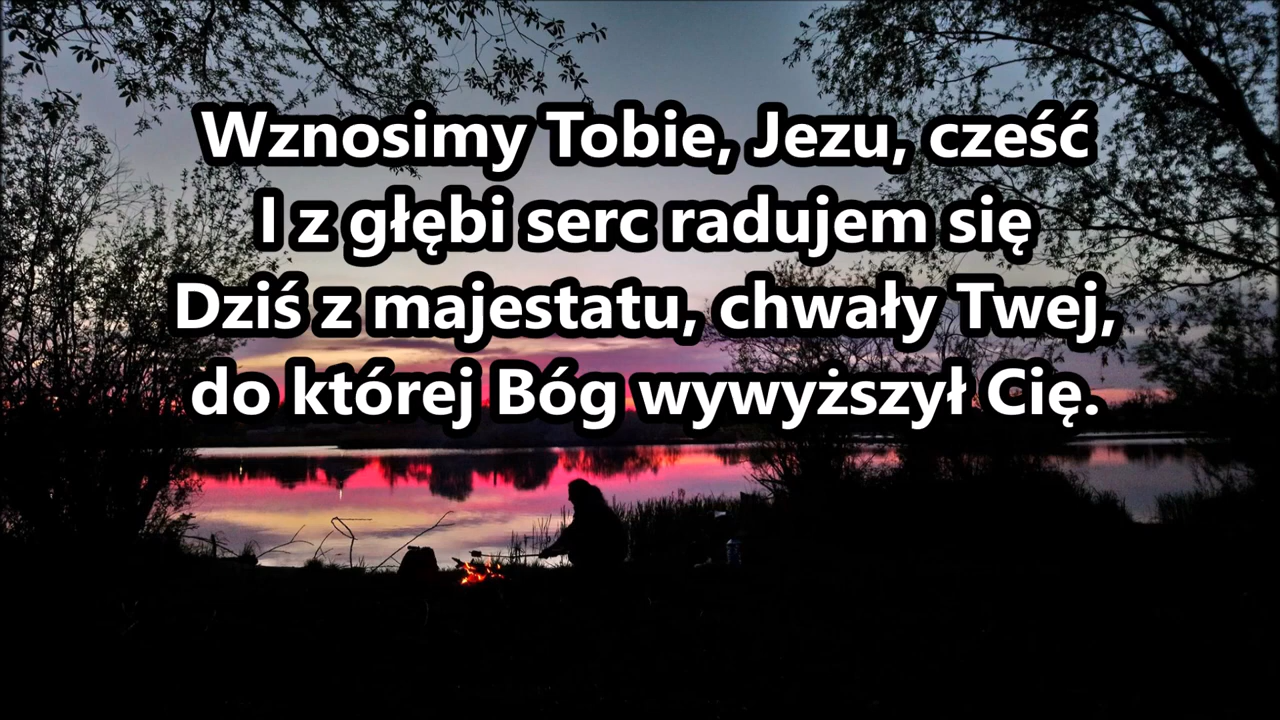 Wznosimy Tobie, Jezu, cześć
I z głębi serc radujem się
Dziś z majestatu, chwały Twej,
do której Bóg wywyższył Cię.